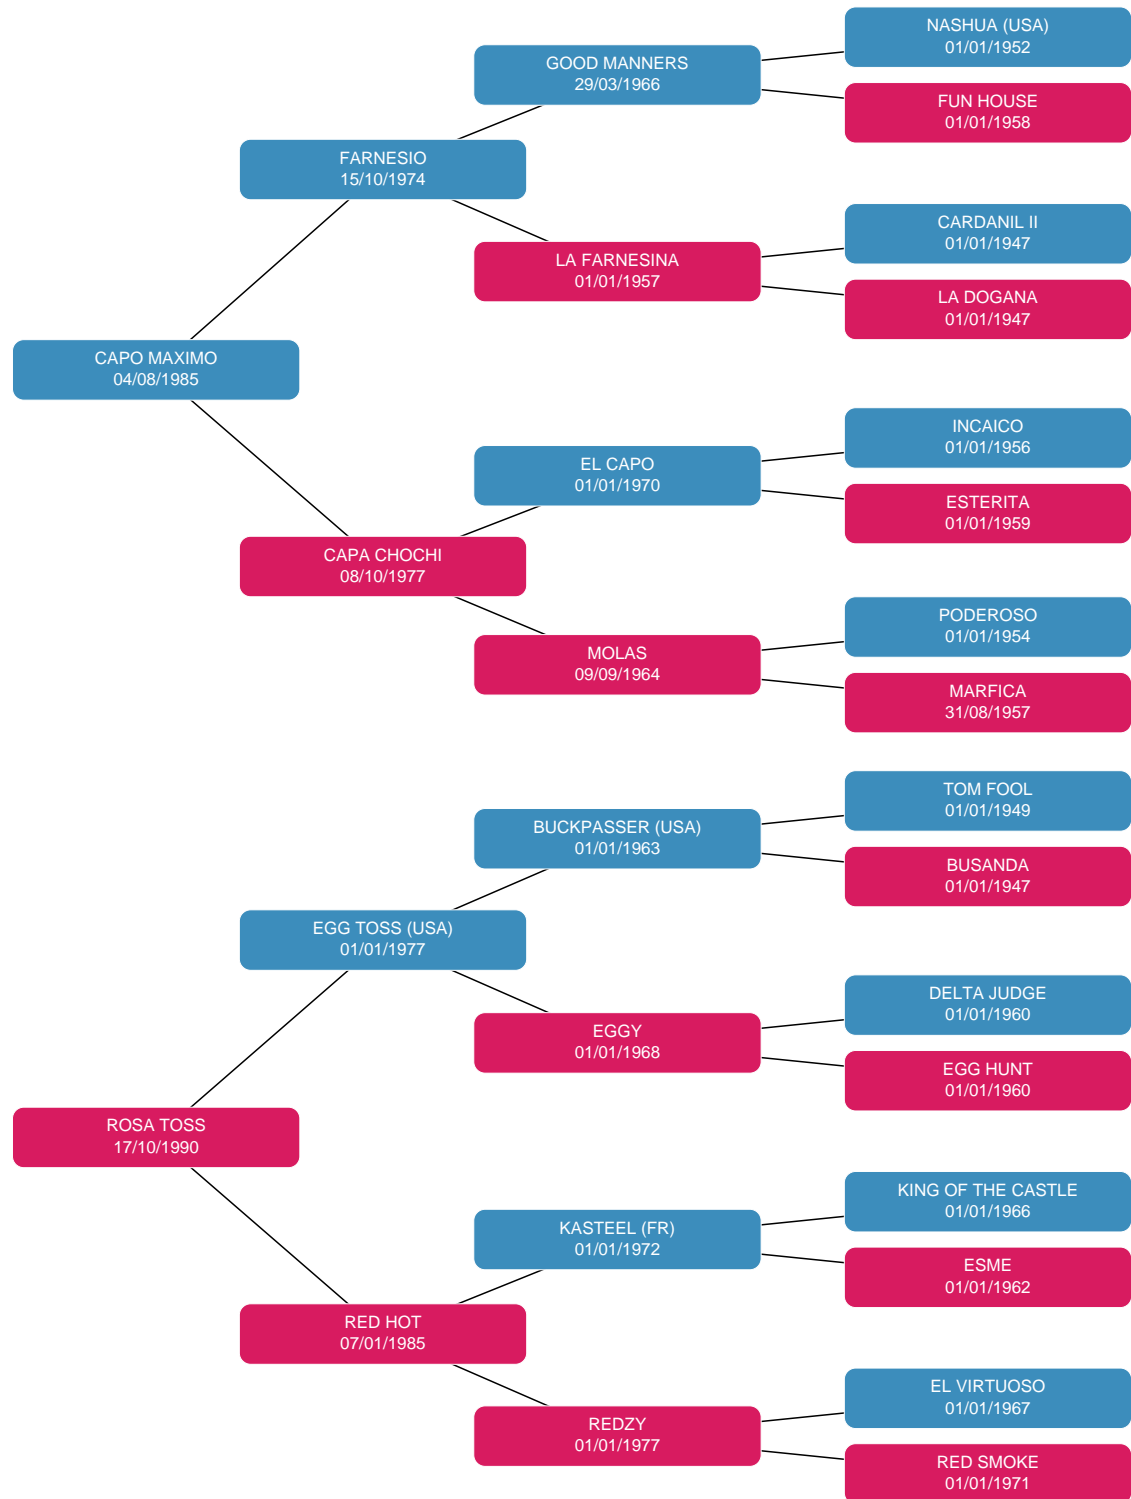 NASHUA (USA)
01/01/1952
GOOD MANNERS
29/03/1966
FUN HOUSE
01/01/1958
FARNESIO
15/10/1974
CARDANIL II
01/01/1947
LA FARNESINA
01/01/1957
LA DOGANA
01/01/1947
CAPO MAXIMO
04/08/1985
INCAICO
01/01/1956
EL CAPO
01/01/1970
ESTERITA
01/01/1959
CAPA CHOCHI
08/10/1977
PODEROSO
01/01/1954
MOLAS
09/09/1964
MARFICA
31/08/1957
TOM FOOL
01/01/1949
BUCKPASSER (USA)
01/01/1963
BUSANDA
01/01/1947
EGG TOSS (USA)
01/01/1977
DELTA JUDGE
01/01/1960
EGGY
01/01/1968
EGG HUNT
01/01/1960
ROSA TOSS
17/10/1990
KING OF THE CASTLE
01/01/1966
KASTEEL (FR)
01/01/1972
ESME
01/01/1962
RED HOT
07/01/1985
EL VIRTUOSO
01/01/1967
REDZY
01/01/1977
RED SMOKE
01/01/1971